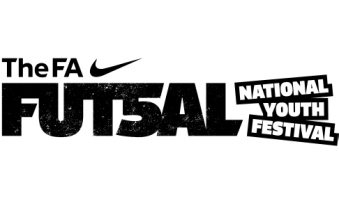 The FA
FUT5AL
NATIONAL
YOUTH
FESTIVAL